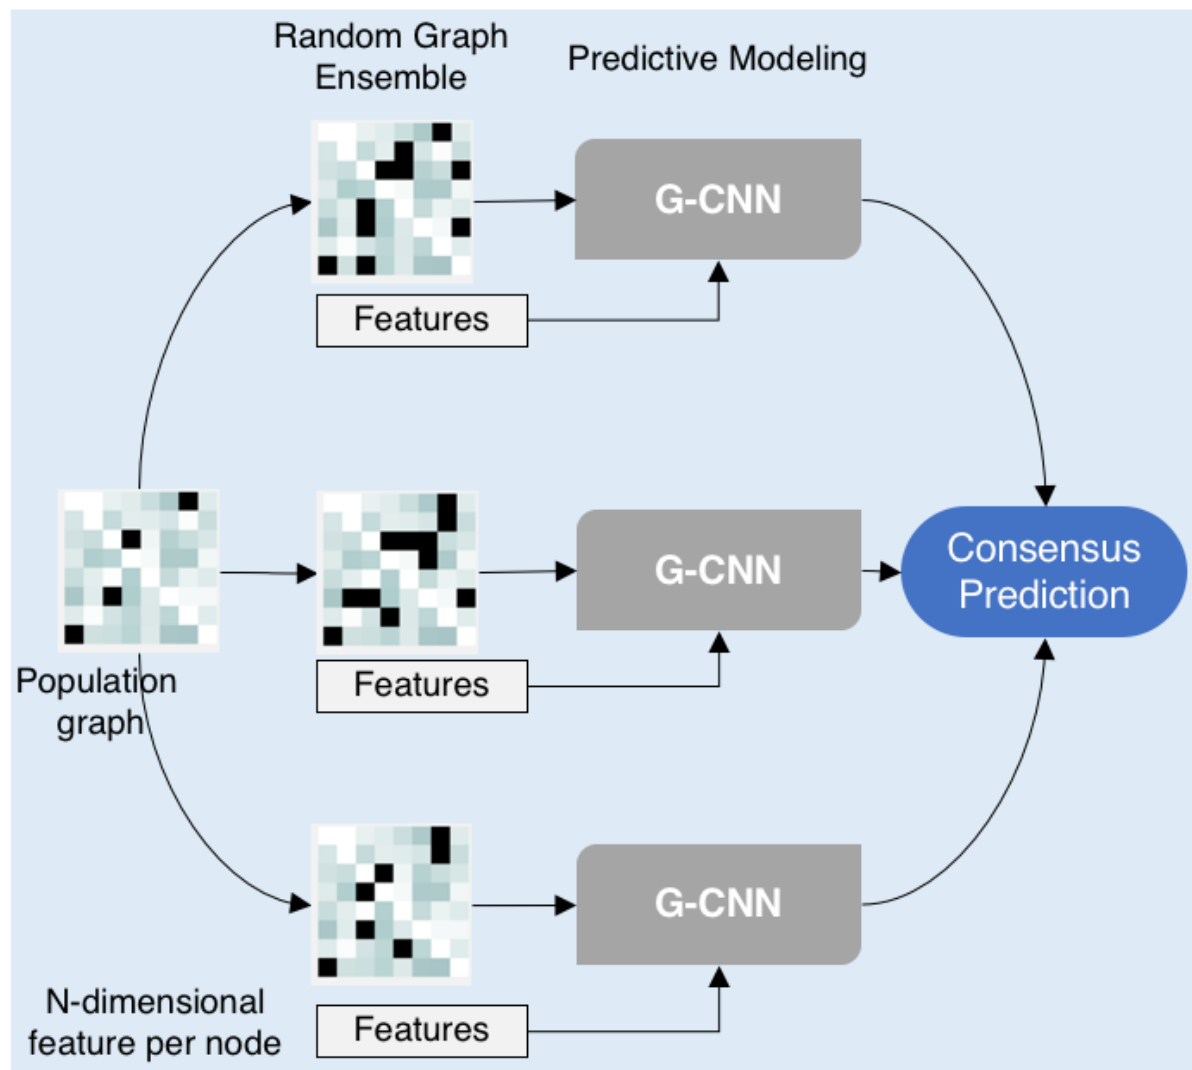 Random Graph
Ensemble
Predictive Modeling
G-CNN
Features
Population
graph
G-CNN
Features
Consensus
Prediction
G-CNN
N-dimensional
feature per node
Features